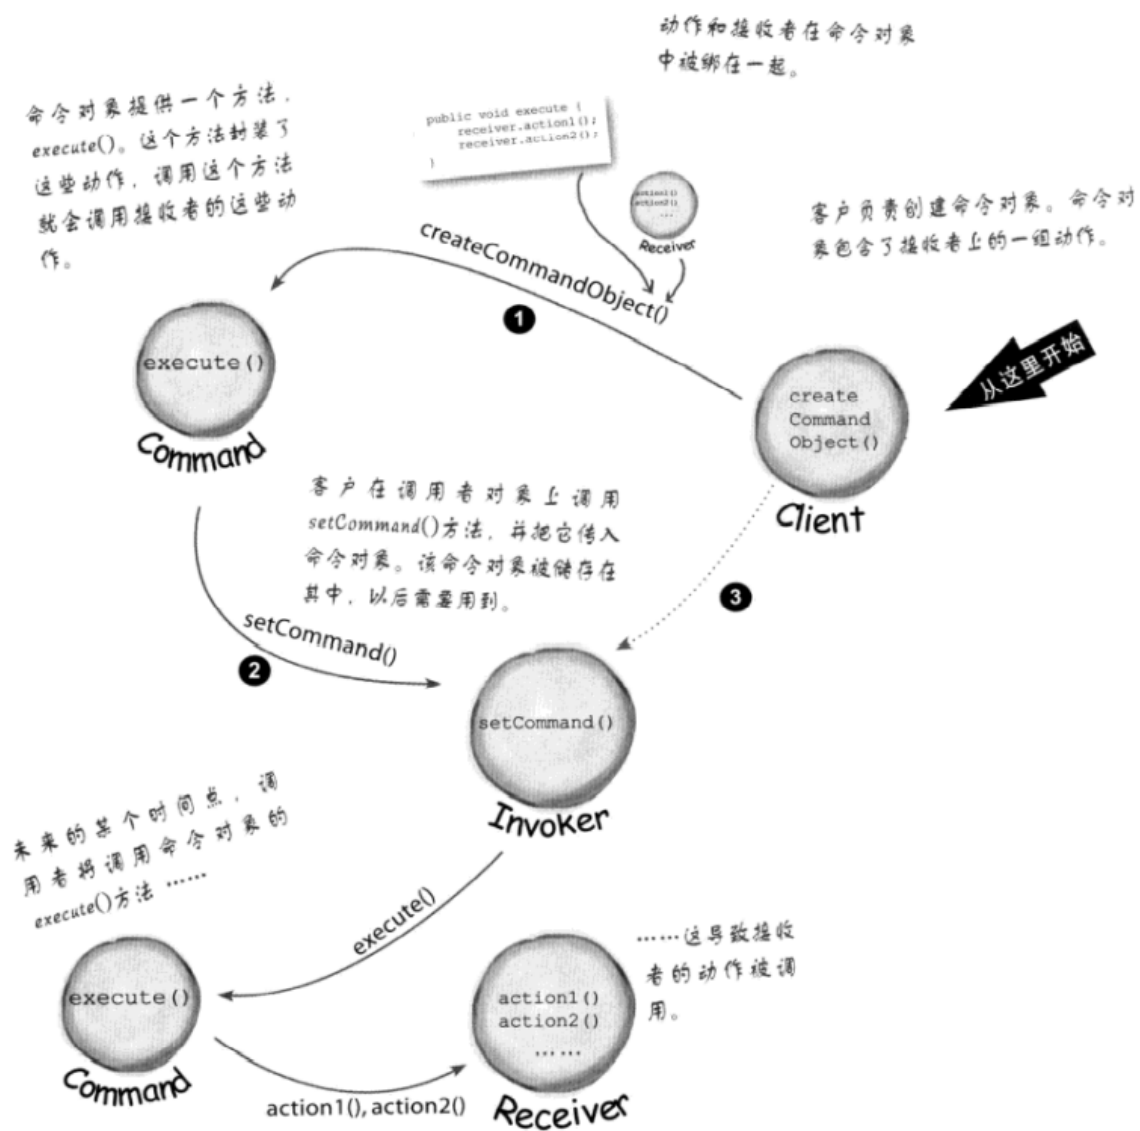 动作和接收者在命令对象
中被绑在一起。
命令对象提供一个方法，
execute()。这个方法封装了
这些动作，调用这个方法
就会调用接收者的这些动
作。
public void execute {
receiver.action1();
receiver.action2();
}
action1()
action2()
...
Receiver
客户负责创建命令对象。命令对
象包含了接收者上的一组动作。
createCommandObject()
1
从这里开始
execute()
Command
create
Command
Object()
Client
客户在调用者对象上调用
setCommand()方法，并把它传入
命令对象。该命令对象被储存在
其中，以后需要用到。
3
setCommand()
2
setCommand()
Invoker
未来的某个时间点，调
用者将调用命令对象的
execute()方法……
execute()
……这导致接收
者的动作被调
用。
execute()
Command
action1()
action2()
……
Receiver
action1(), action2()